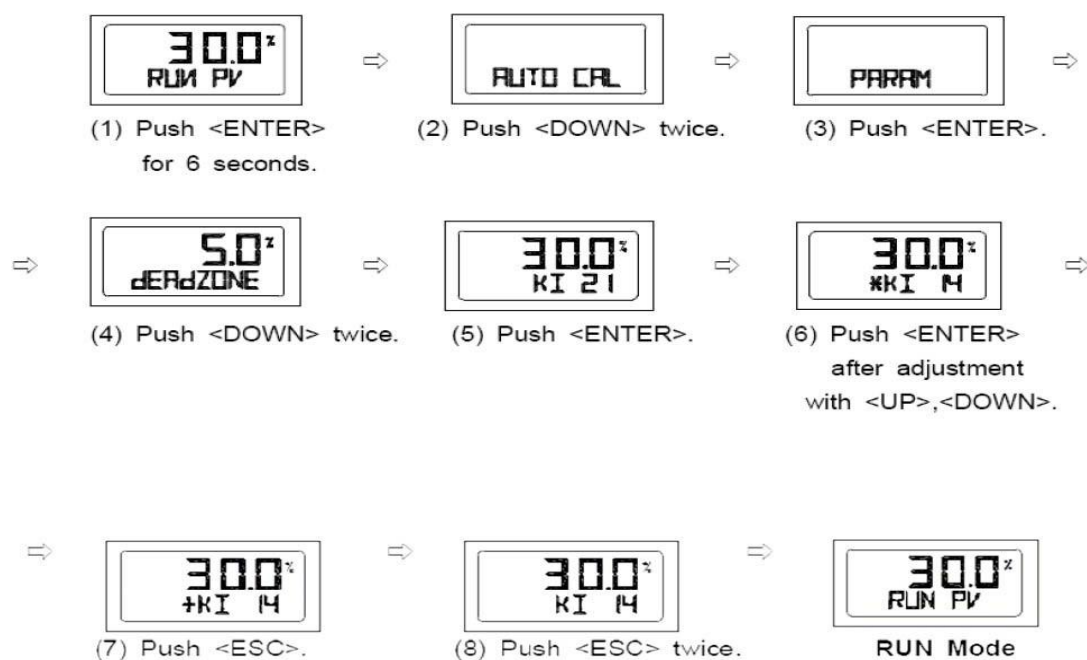 30.0%
RUN PV
(1) Push <ENTER>
for 6 seconds.
AUTO CAL
(2) Push <DOWN> twice.
PARAM
(3) Push <ENTER>.
5.0%
dEAdZONE
(4) Push <DOWN> twice.
30.0%
KI 21
(5) Push <ENTER>.
30.0%
*KI 14
(6) Push <ENTER>
after adjustment
with <UP>,<DOWN>.
30.0%
+KI 14
(7) Push <ESC>.
30.0%
KI 14
(8) Push <ESC> twice.
30.0%
RUN PV
RUN Mode